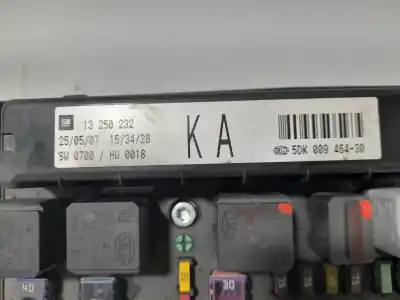 GM 13 250 232
25/05/07 16/34/28
SW 0700 / HW 0018
KA
5DK 009 464-30
40
30